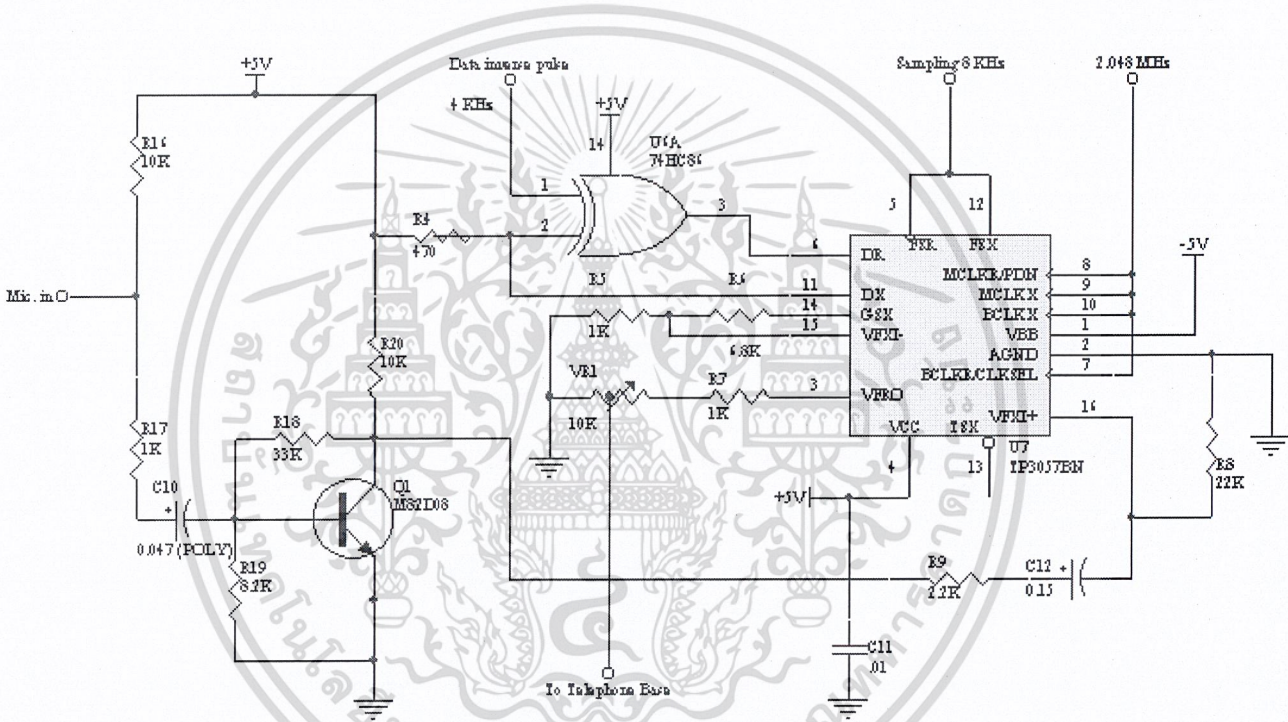 +5V
Data inverse pulse
4 KHz
Sampling 8 KHz
2.048 MHz
R16
10K
+5V
14
U6A
74HC86
1
2
3
5
12
R4
470
6
FSR
FSX
-5V
DR
MCLKR/PDN
8
Mic. in
11
DX
MCLKX
9
R5
R6
14
GSX
BCLKX
10
1K
15
VFXI-
VBB
1
6.8K
AGND
2
R20
10K
BCLKR/CLKSEL
7
VR1
R7
3
VFRO
10K
1K
VFXI+
16
R17
1K
R18
33K
VCC
TSX
U7
TP3057BN
4
13
R8
22K
C10
+
Q1
+5V
0.047 (POLY)
R19
8.2K
R9
2.2K
C12
+
0.15
C11
.01
To Telephone Base